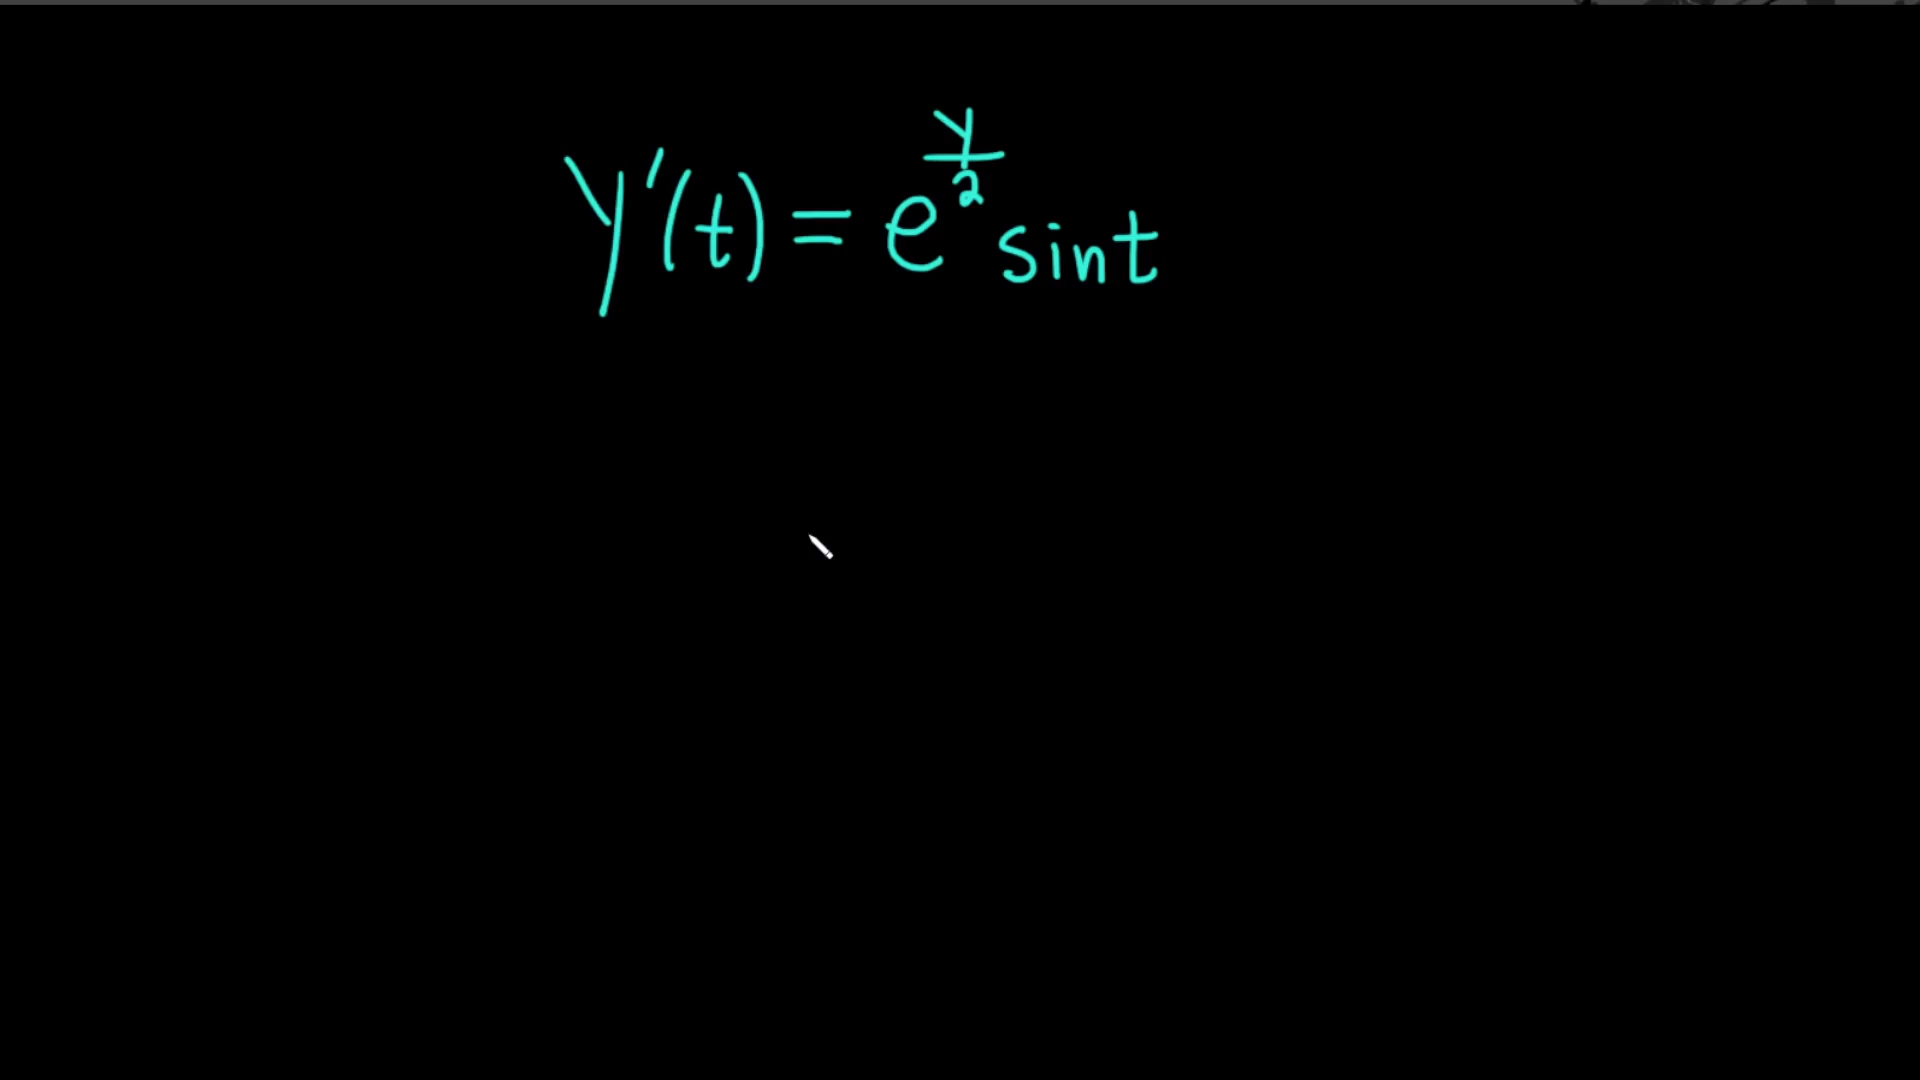 y'(t) = e^{y/2} sint